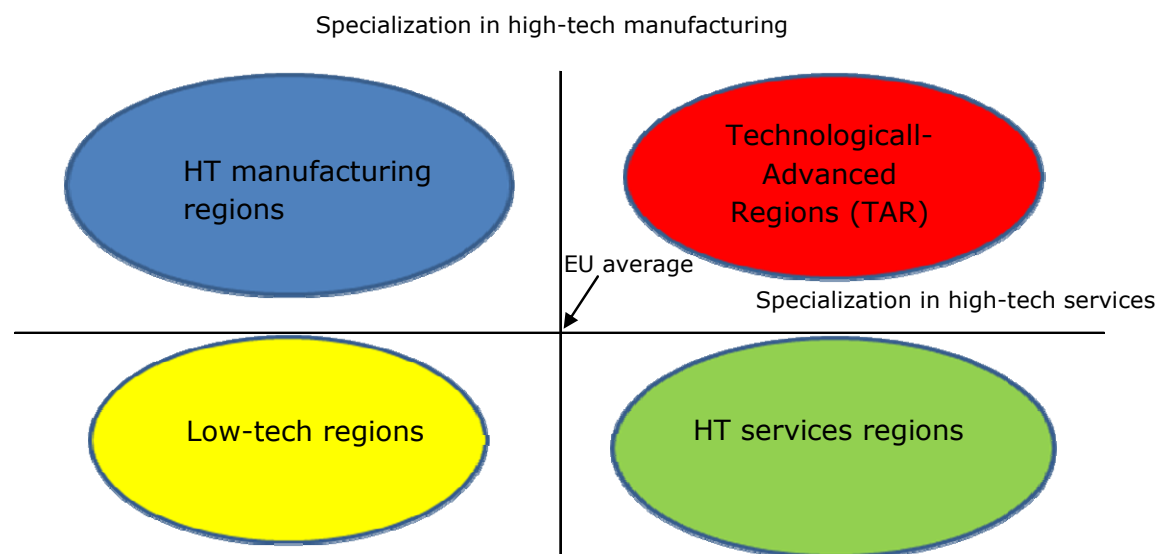 Specialization in high-tech manufacturing
HT manufacturing
regions
Technologicall-
Advanced
Regions (TAR)
EU average
Specialization in high-tech services
Low-tech regions
HT services regions